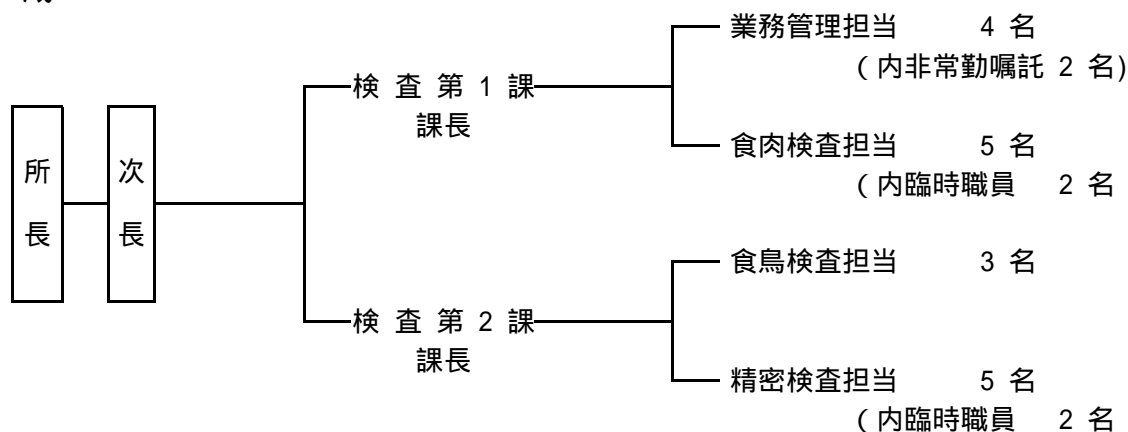 業務管理担当 4 名
(内非常勤嘱託 2 名)
検 査 第 1 課
課長
食肉検査担当 5 名
(内臨時職員 2 名
所長
次長
食鳥検査担当 3 名
検 査 第 2 課
課長
精密検査担当 5 名
(内臨時職員 2 名